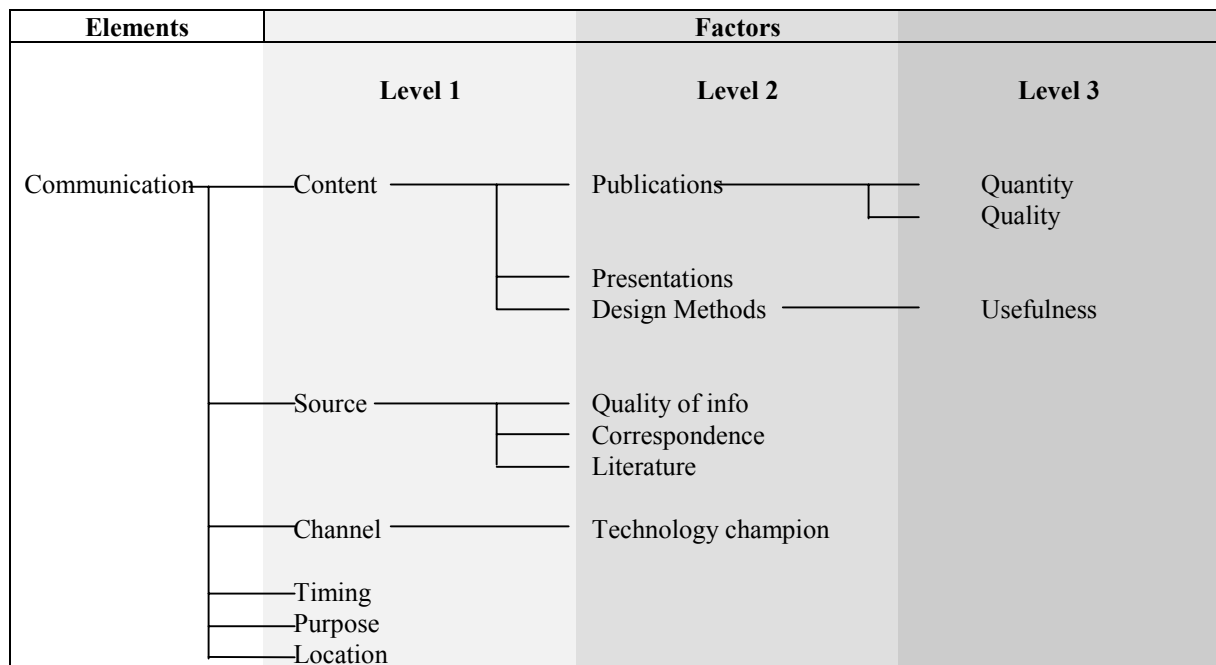 Elements Factors
Level 1 Level 2 Level 3
Communication Content Publications Quantity
Quality
Presentations
Design Methods Usefulness
Source Quality of info
Correspondence
Literature
Channel Technology champion
Timing
Purpose
Location